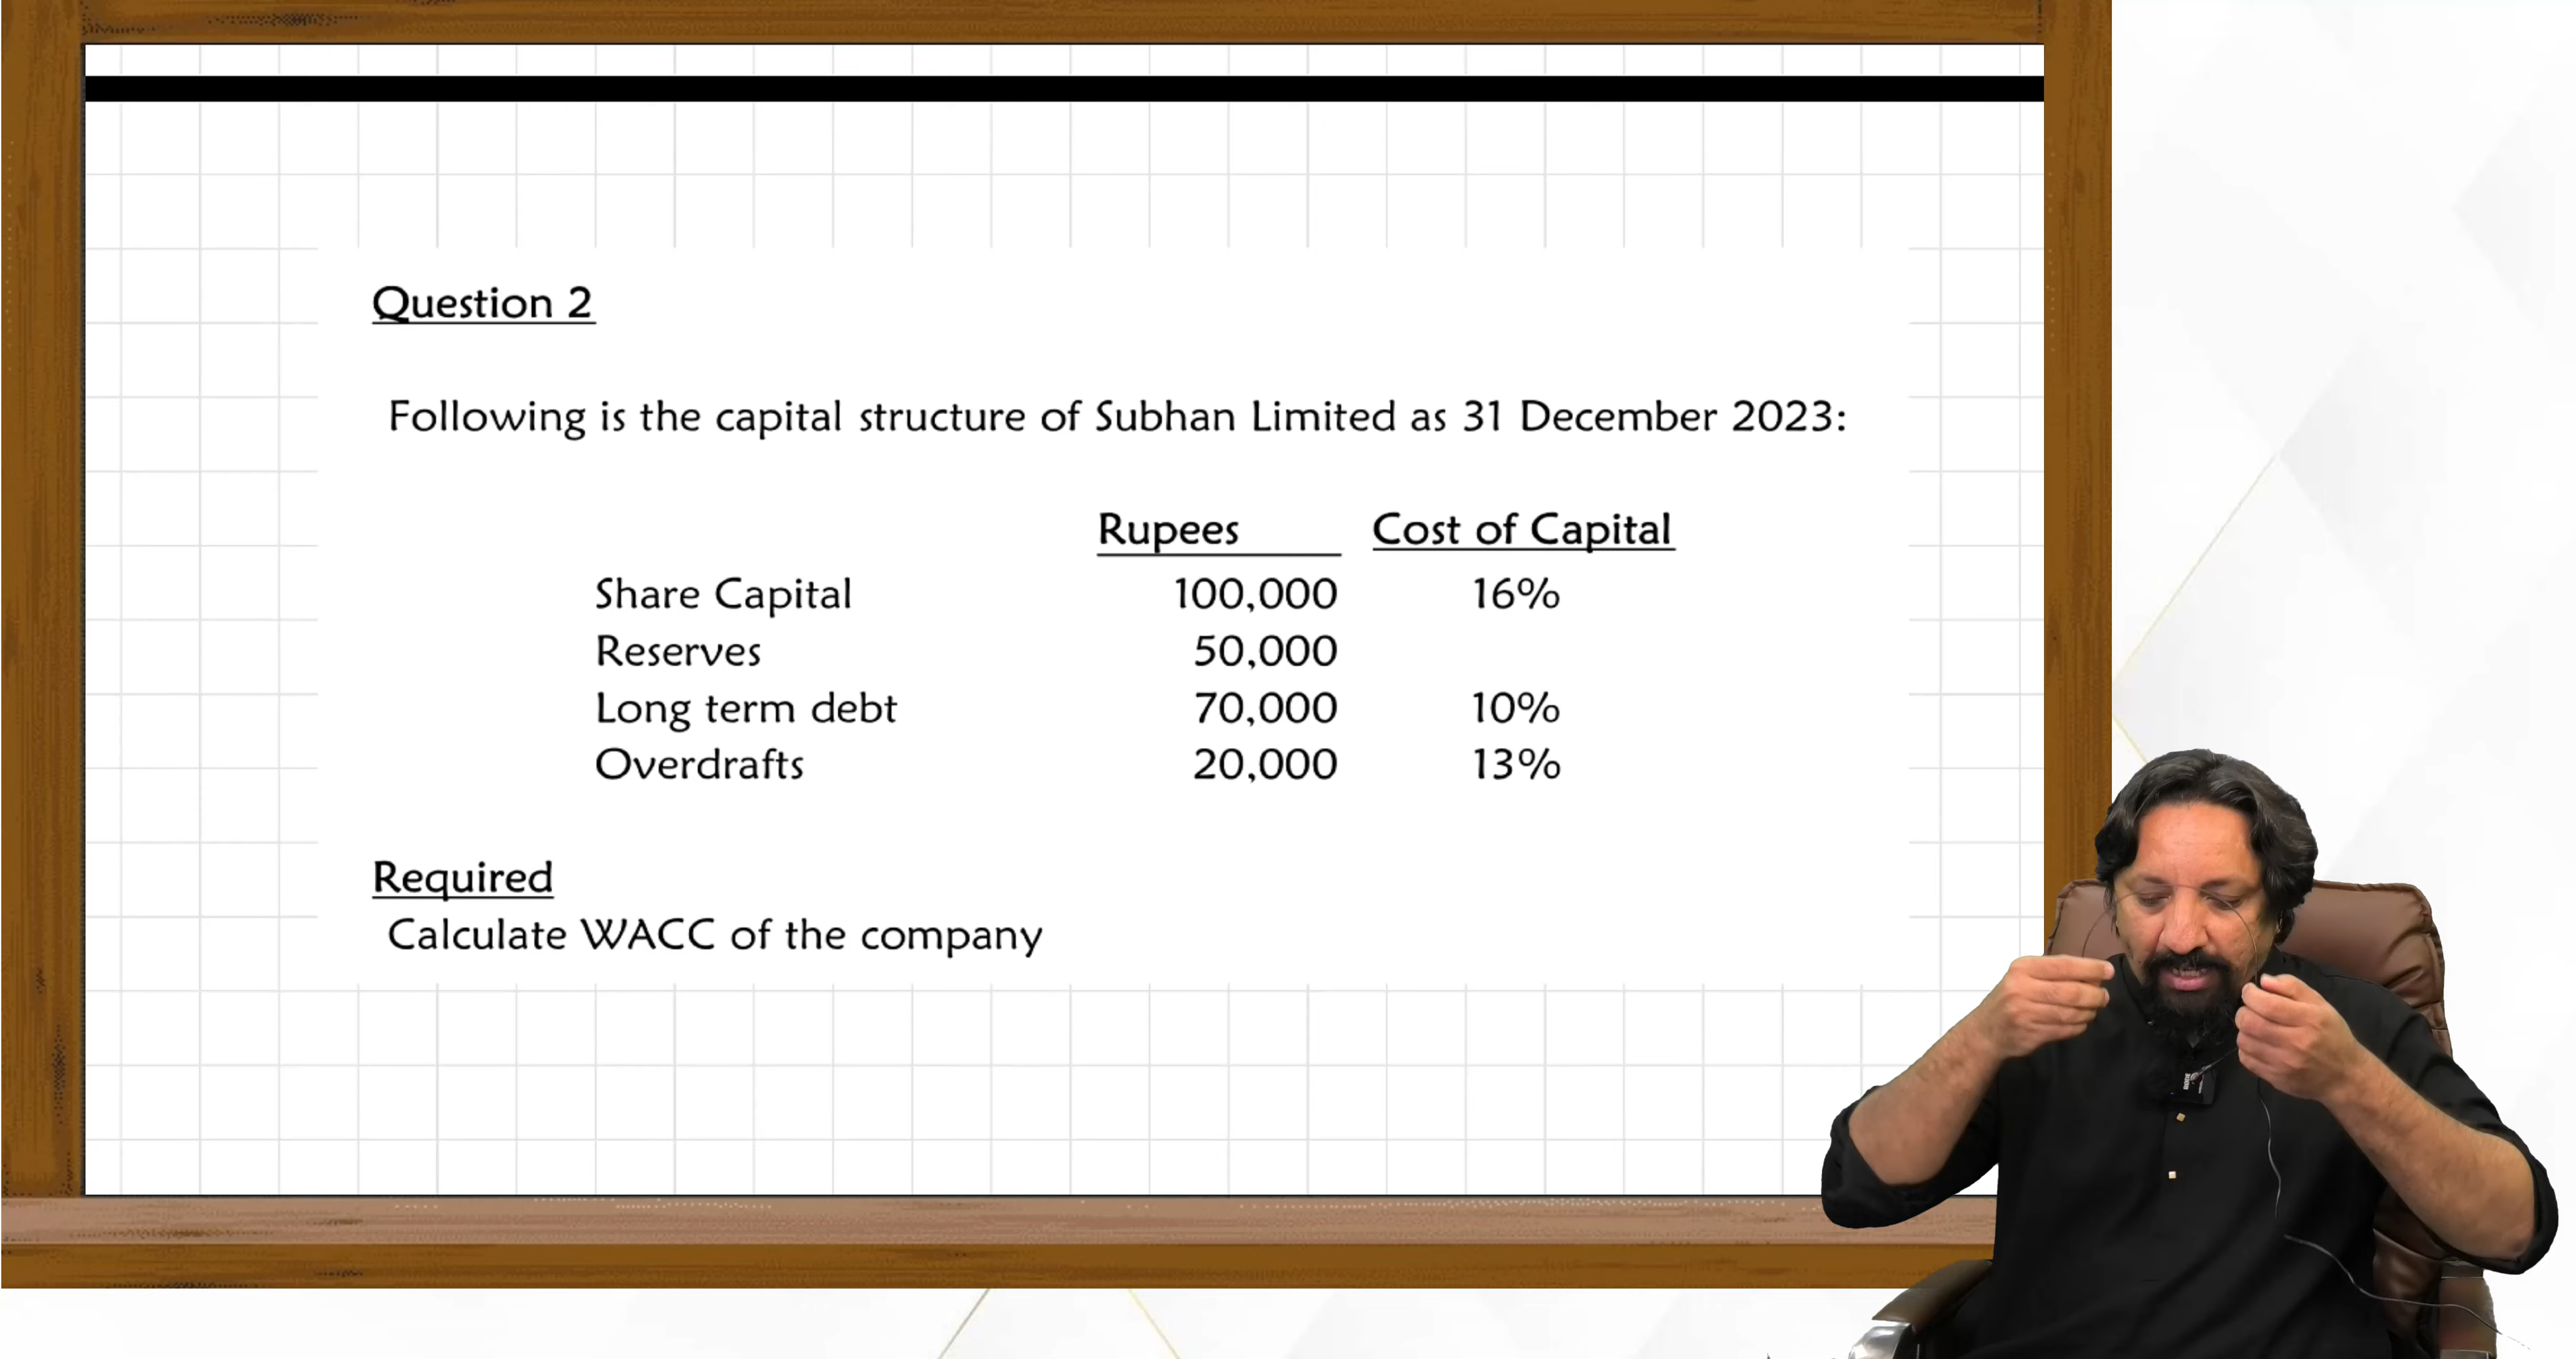 Question 2
Following is the capital structure of Subhan Limited as 31 December 2023:
Rupees Cost of Capital
Share Capital 100,000 16%
Reserves 50,000
Long term debt 70,000 10%
Overdrafts 20,000 13%
Required
Calculate WACC of the company